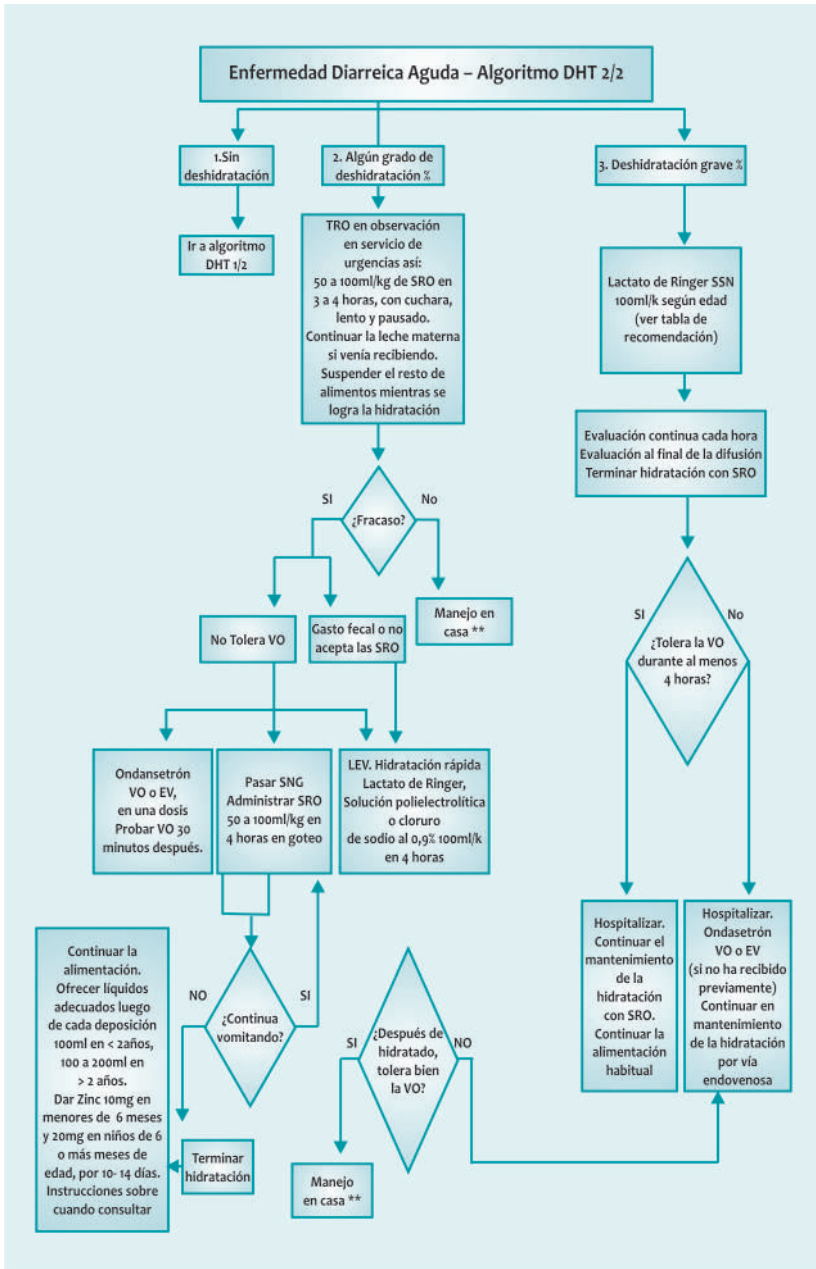 Enfermedad Diarreica Aguda – Algoritmo DHT 2/2
1.Sin
deshidratación
2. Algún grado de
deshidratación %
3. Deshidratación grave %
Ir a algoritmo
DHT 1/2
TRO en observación
en servicio de
urgencias así:
50 a 100ml/kg de SRO en
3 a 4 horas, con cuchara,
lento y pausado.
Continuar la leche materna
si venía recibiendo.
Suspender el resto de
alimentos mientras se
logra la hidratación
Lactato de Ringer SSN
100ml/k según edad
(ver tabla de
recomendación)
Evaluación continua cada hora
Evaluación al final de la difusión
Terminar hidratación con SRO
SI
No
¿Fracaso?
No Tolera VO
Gasto fecal o no
acepta las SRO
Manejo en
casa **
SI
No
¿Tolera la VO
durante al menos
4 horas?
Ondansetrón
VO o EV,
en una dosis
Probar VO 30
minutos después.
Pasar SNG
Administrar SRO
50 a 100ml/kg en
4 horas en goteo
LEV. Hidratación rápida
Lactato de Ringer,
Solución polielectrolítica
o cloruro
de sodio al 0,9% 100ml/k
en 4 horas
Continuar la
alimentación.
Ofrecer líquidos
adecuados luego
de cada deposición
100ml en < 2años,
100 a 200ml en
> 2 años.
Dar Zinc 10mg en
menores de 6 meses
y 20mg en niños de 6
o más meses de
edad, por 10- 14 días.
Instrucciones sobre
cuando consultar
NO
SI
¿Continua
vomitando?
Terminar
hidratación
SI
NO
¿Después de
hidratado,
tolera bien
la VO?
Manejo
en casa **
Hospitalizar.
Continuar el
mantenimiento
de la
hidratación
con SRO.
Continuar la
alimentación
habitual
Hospitalizar.
Ondasetrón
VO o EV
(si no ha recibido
previamente)
Continuar en
mantenimiento
de la hidratación
por vía
endovenosa